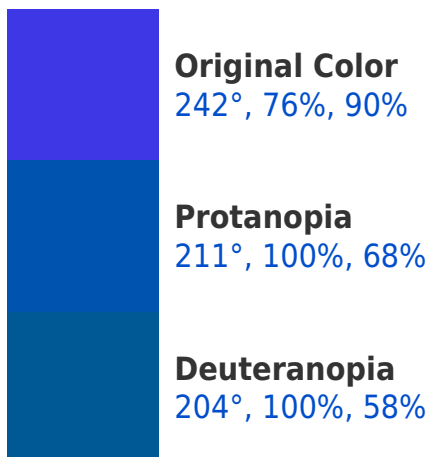 Original Color
242°, 76%, 90%
Protanopia
211°, 100%, 68%
Deuteranopia
204°, 100%, 58%